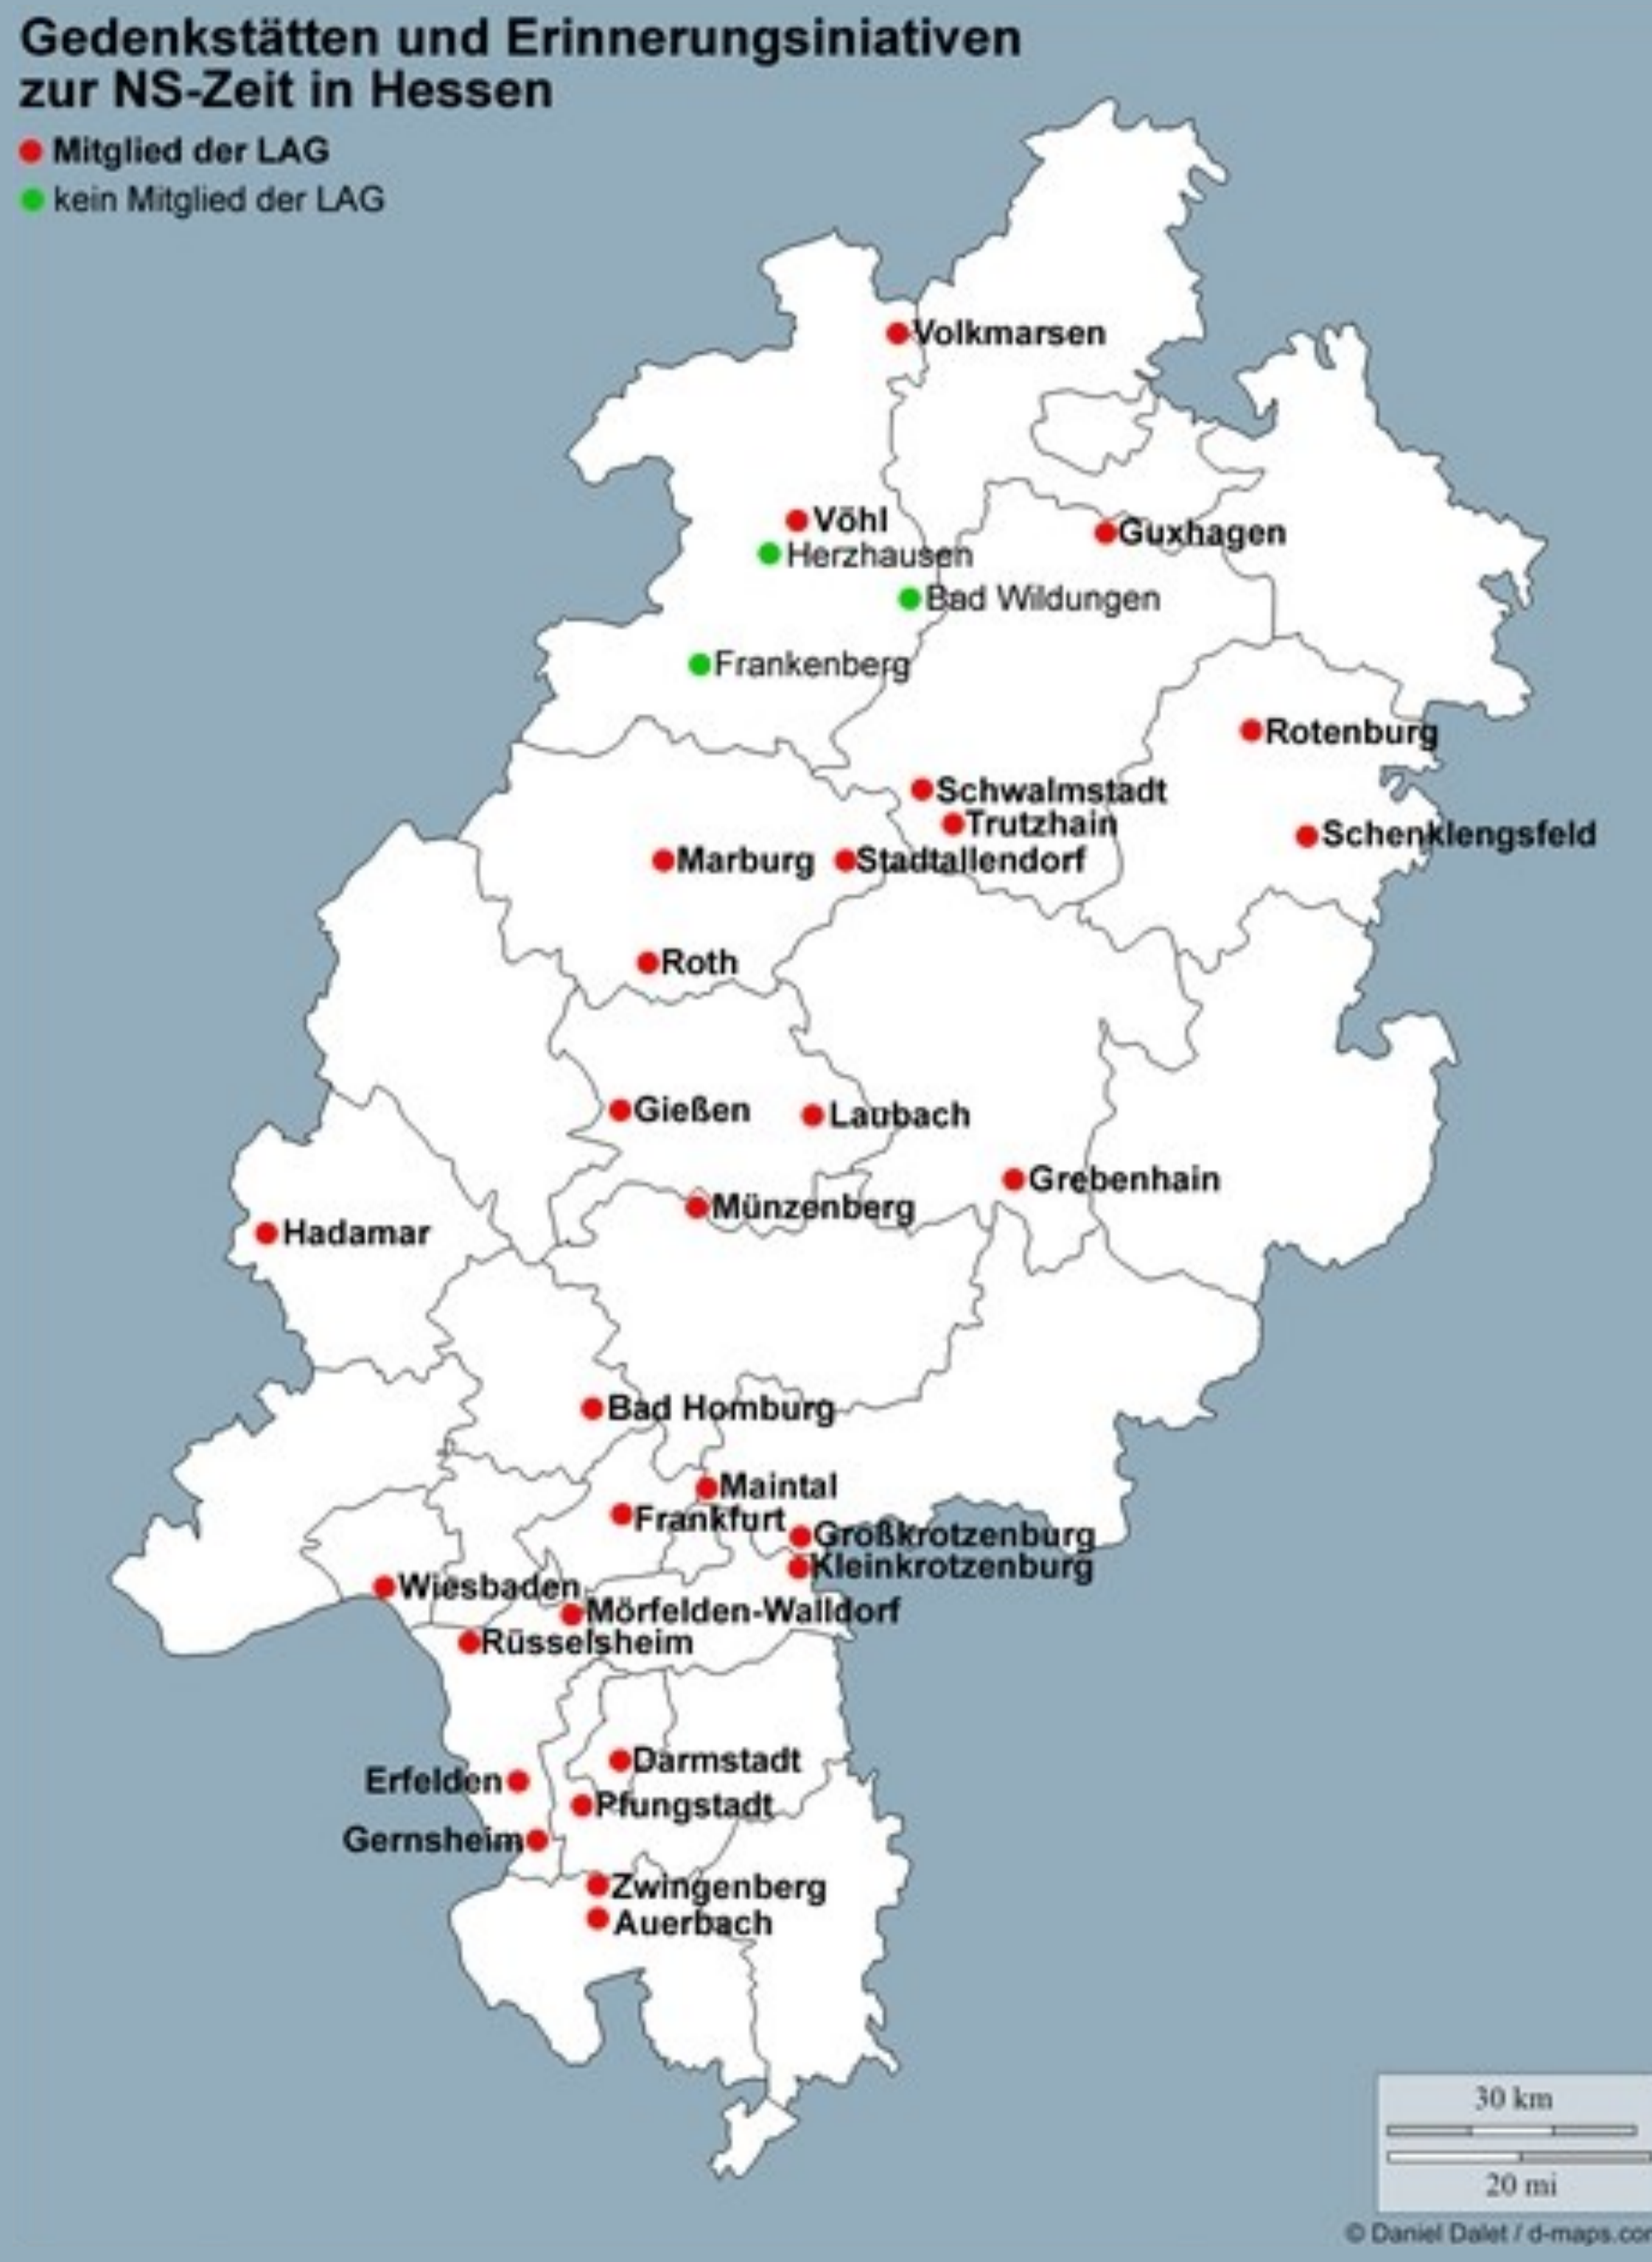 Gedenkstätten und Erinnerungsiniativen
zur NS-Zeit in Hessen
Mitglied der LAG
kein Mitglied der LAG
Volkmarsen
Vöhl
Guxhagen
Herzhausen
Bad Wildungen
Frankenberg
Rotenburg
Schwalmstadt
Trutzhain
Schenklengsfeld
Marburg
Stadtallendorf
Roth
Gießen
Laubach
Grebenhain
Münzenberg
Hadamar
Bad Homburg
Maintal
Frankfurt
Großkrotzenburg
Kleinkrotzenburg
Wiesbaden
Mörfelden-Walldorf
Rüsselsheim
Darmstadt
Erfelden
Pfungstadt
Gernsheim
Zwingenberg
Auerbach
30 km
20 mi
© Daniel Dalet / d-maps.com